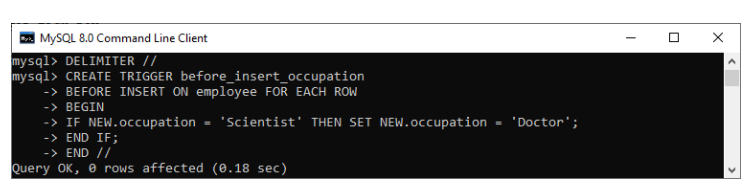 MySQL 8.0 Command Line Client
mysql> DELIMITER //
mysql> CREATE TRIGGER before_insert_occupation
-> BEFORE INSERT ON employee FOR EACH ROW
-> BEGIN
-> IF NEW.occupation = 'Scientist' THEN SET NEW.occupation = 'Doctor';
-> END IF;
-> END //
Query OK, 0 rows affected (0.18 sec)